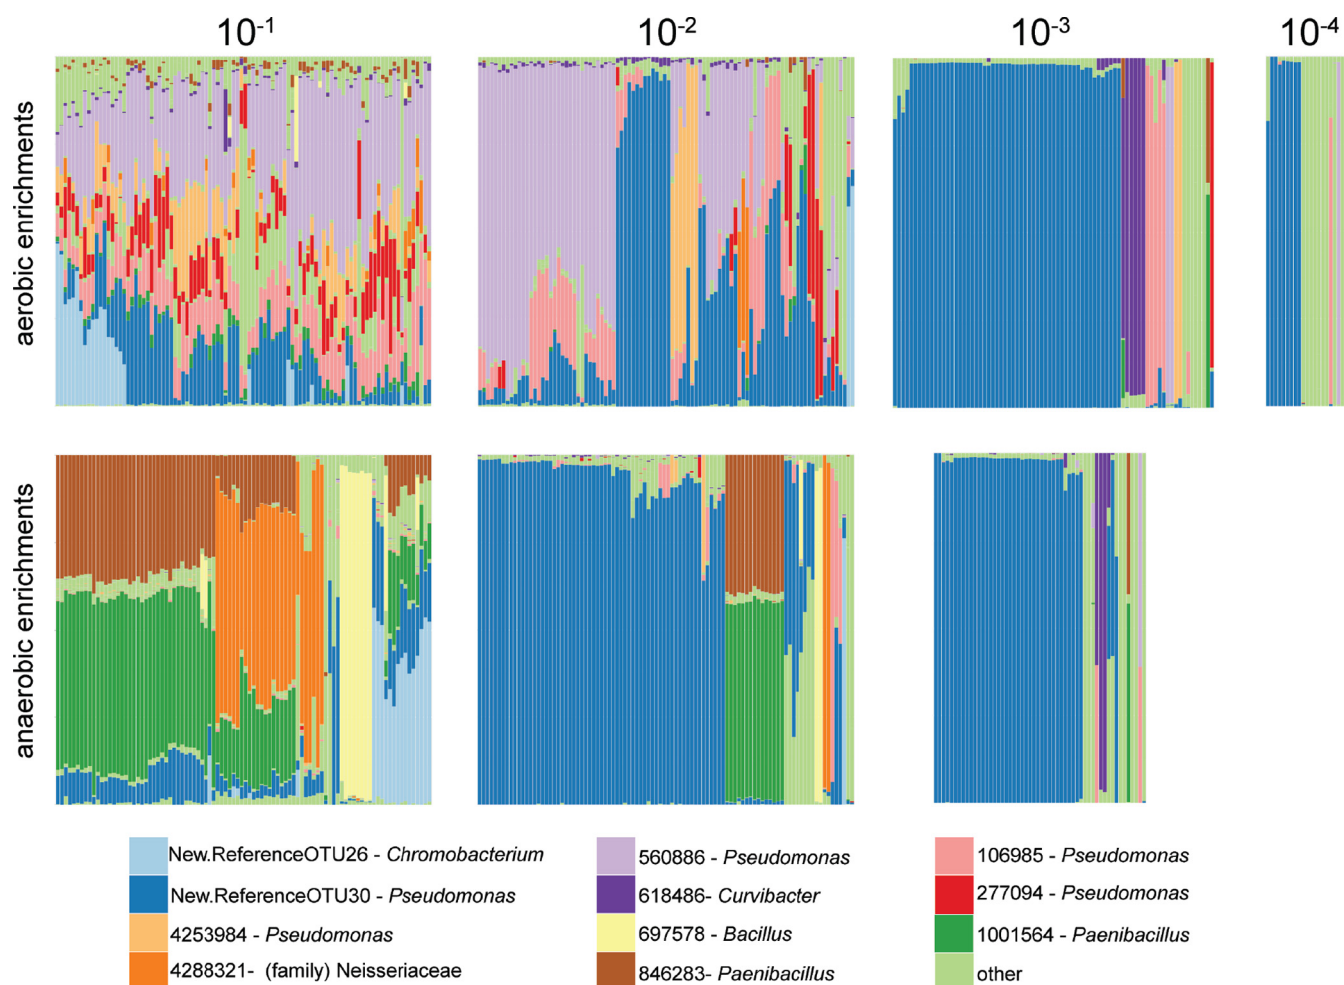 10-1 10-2 10-3 10-4
aerobic enrichments
anaerobic enrichments
New.ReferenceOTU26 - Chromobacterium
New.ReferenceOTU30 - Pseudomonas
4253984 - Pseudomonas
4288321- (family) Neisseriaceae
560886 - Pseudomonas
618486- Curvibacter
697578 - Bacillus
846283- Paenibacillus
106985 - Pseudomonas
277094 - Pseudomonas
1001564 - Paenibacillus
other